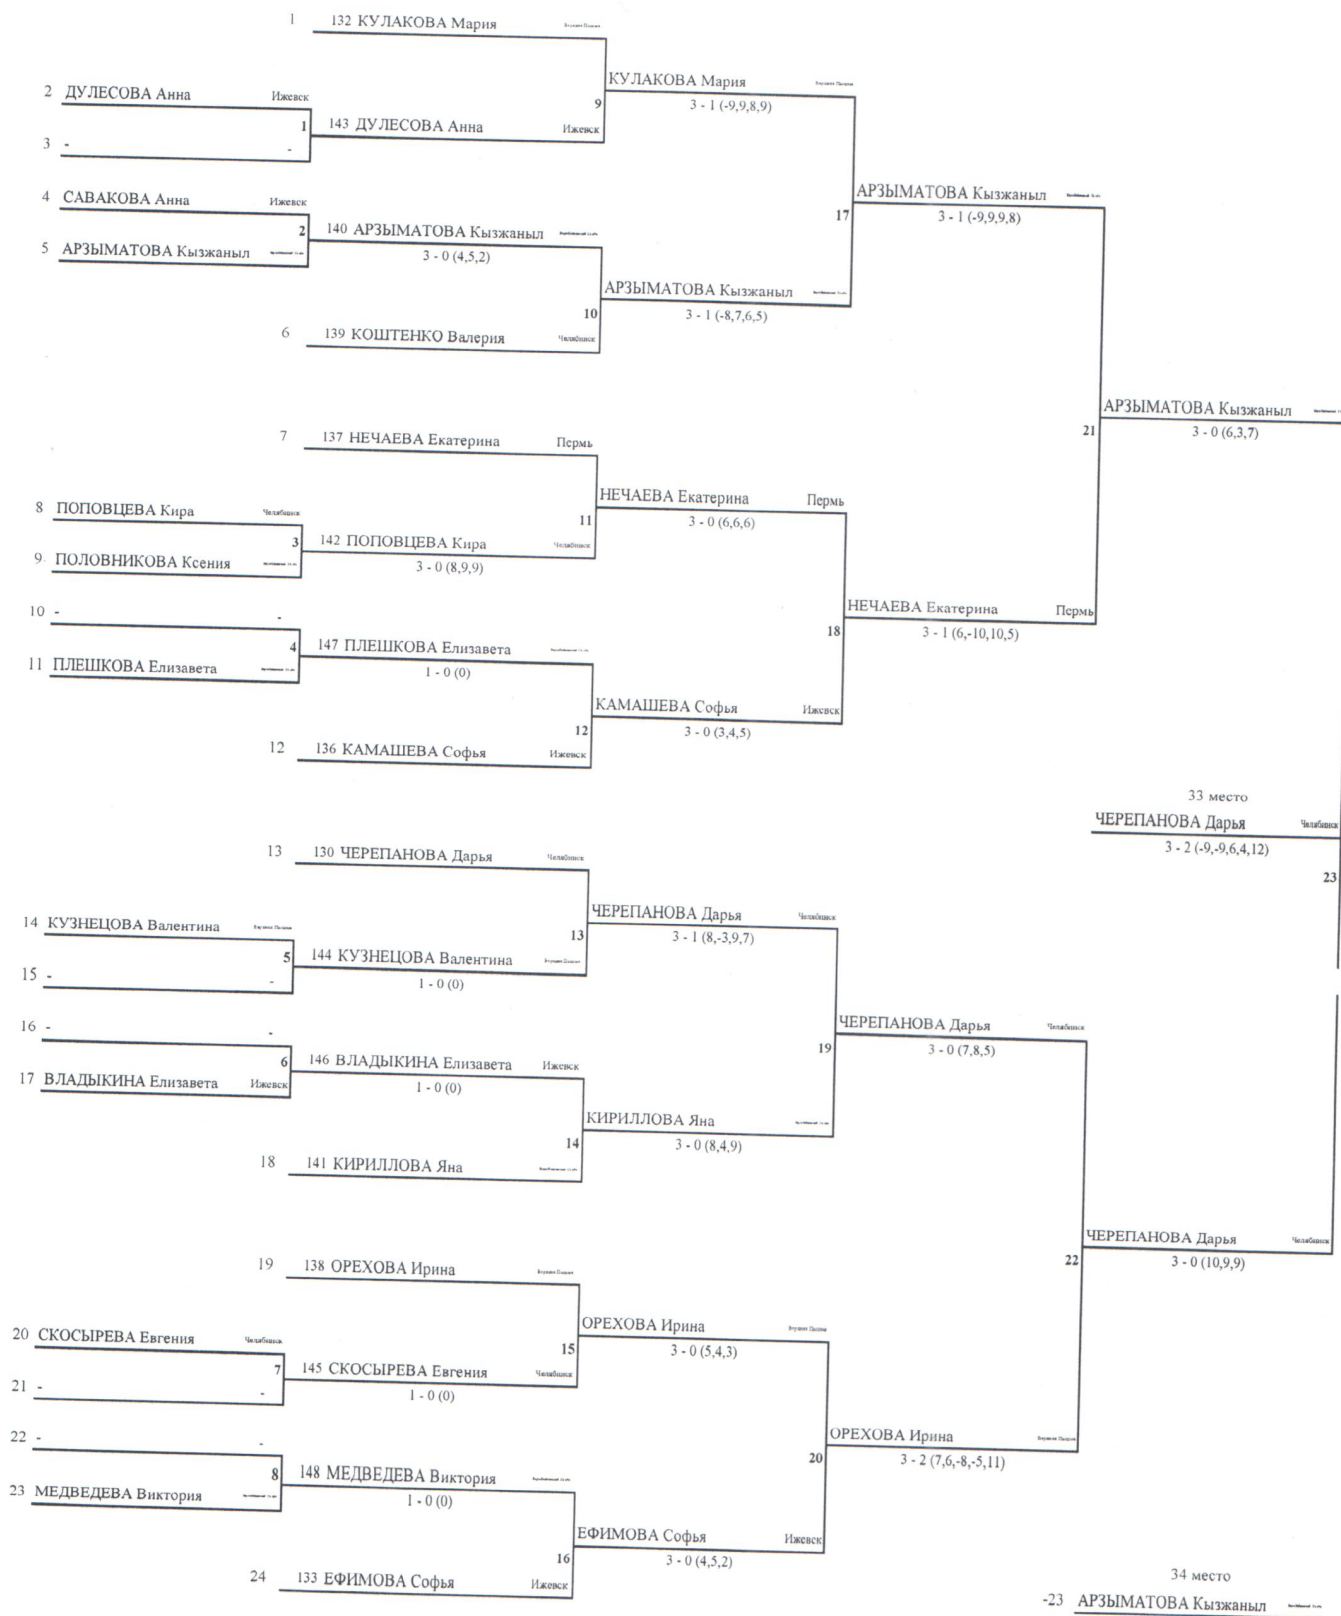 1 132 КУЛАКОВА Мария
КУЛАКОВА Мария
9 3 - 1 (-9,9,8,9)
2 ДУЛЕСОВА Анна Ижевск
1 143 ДУЛЕСОВА Анна Ижевск
3 - -
АРЗЫМАТОВА Кызжаныл
17 3 - 1 (-9,9,9,8)
4 САВАКОВА Анна Ижевск
2 140 АРЗЫМАТОВА Кызжаныл
3 - 0 (4,5,2)
5 АРЗЫМАТОВА Кызжаныл
АРЗЫМАТОВА Кызжаныл
10 3 - 1 (-8,7,6,5)
6 139 КОШТЕНКО Валерия Челябинск
АРЗЫМАТОВА Кызжаныл
21 3 - 0 (6,3,7)
7 137 НЕЧАЕВА Екатерина Пермь
НЕЧАЕВА Екатерина Пермь
11 3 - 0 (6,6,6)
8 ПОПОВЦЕВА Кира Челябинск
3 142 ПОПОВЦЕВА Кира Челябинск
3 - 0 (8,9,9)
9 ПОЛОВНИКОВА Ксения
НЕЧАЕВА Екатерина Пермь
18 3 - 1 (6,-10,10,5)
10 - -
4 147 ПЛЕШКОВА Елизавета
1 - 0 (0)
11 ПЛЕШКОВА Елизавета
КАМАШЕВА Софья Ижевск
12 3 - 0 (3,4,5)
12 136 КАМАШЕВА Софья Ижевск
33 место
ЧЕРЕПАНОВА Дарья Челябинск
3 - 2 (-9,-9,6,4,12)
23
13 130 ЧЕРЕПАНОВА Дарья Челябинск
ЧЕРЕПАНОВА Дарья Челябинск
13 3 - 1 (8,-3,9,7)
14 КУЗНЕЦОВА Валентина
5 144 КУЗНЕЦОВА Валентина
1 - 0 (0)
15 - -
ЧЕРЕПАНОВА Дарья Челябинск
19 3 - 0 (7,8,5)
16 - -
6 146 ВЛАДЫКИНА Елизавета Ижевск
1 - 0 (0)
17 ВЛАДЫКИНА Елизавета Ижевск
КИРИЛЛОВА Яна
14 3 - 0 (8,4,9)
18 141 КИРИЛЛОВА Яна
ЧЕРЕПАНОВА Дарья Челябинск
22 3 - 0 (10,9,9)
19 138 ОРЕХОВА Ирина
ОРЕХОВА Ирина
15 3 - 0 (5,4,3)
20 СКОСЫРЕВА Евгения Челябинск
7 145 СКОСЫРЕВА Евгения Челябинск
1 - 0 (0)
21 - -
ОРЕХОВА Ирина
20 3 - 2 (7,6,-8,-5,11)
22 - -
8 148 МЕДВЕДЕВА Виктория
1 - 0 (0)
23 МЕДВЕДЕВА Виктория
ЕФИМОВА Софья Ижевск
16 3 - 0 (4,5,2)
24 133 ЕФИМОВА Софья Ижевск
34 место
-23 АРЗЫМАТОВА Кызжаныл